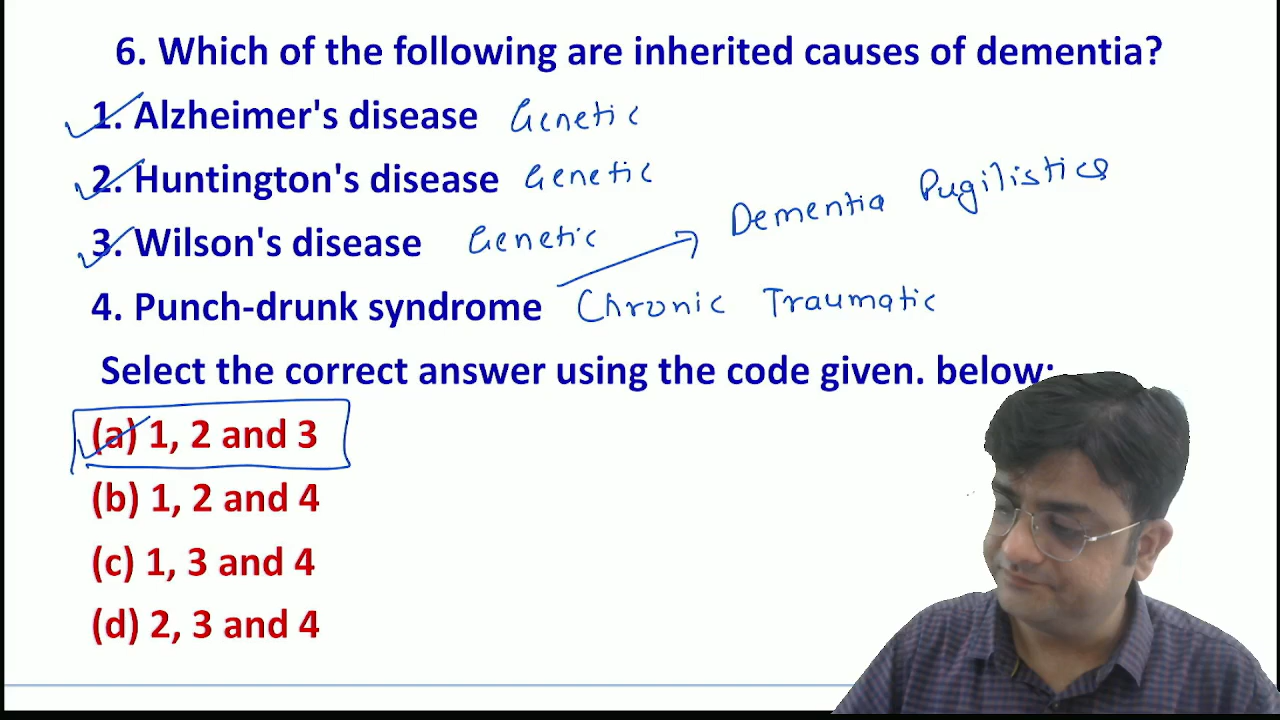 6. Which of the following are inherited causes of dementia?
1. Alzheimer's disease Genetic
2. Huntington's disease Genetic
Dementia Pugilistica
3. Wilson's disease Genetic
4. Punch-drunk syndrome Chronic Traumatic
Select the correct answer using the code given. below:
(a) 1, 2 and 3
(b) 1, 2 and 4
(c) 1, 3 and 4
(d) 2, 3 and 4